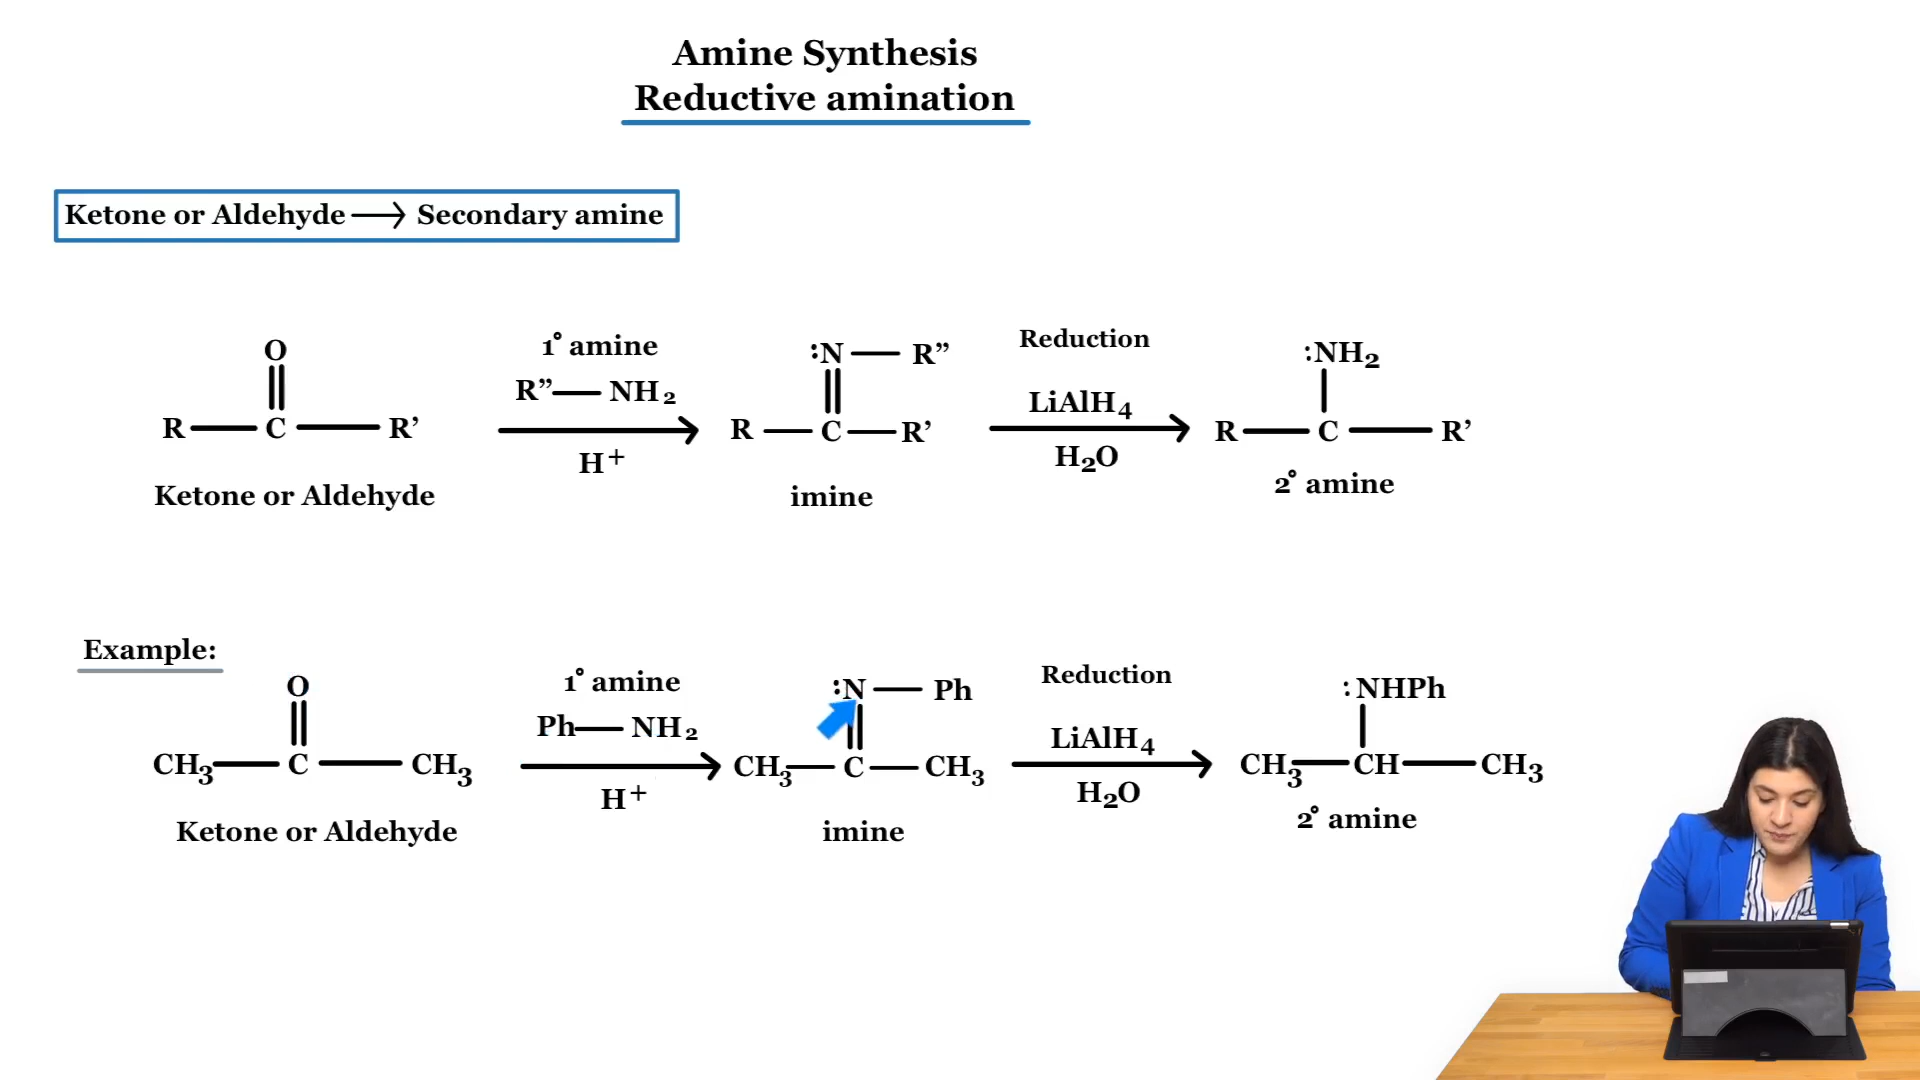 Amine Synthesis
Reductive amination
Ketone or Aldehyde → Secondary amine
O
R — C — R’
Ketone or Aldehyde
1° amine
R” — NH₂
H⁺
:N — R”
R — C — R’
imine
Reduction
LiAlH₄
H₂O
:NH₂
R — C — R’
2° amine
Example:
O
CH₃ — C — CH₃
Ketone or Aldehyde
1° amine
Ph — NH₂
H⁺
:N — Ph
CH₃ — C — CH₃
imine
Reduction
LiAlH₄
H₂O
:NHPh
CH₃ — CH — CH₃
2° amine